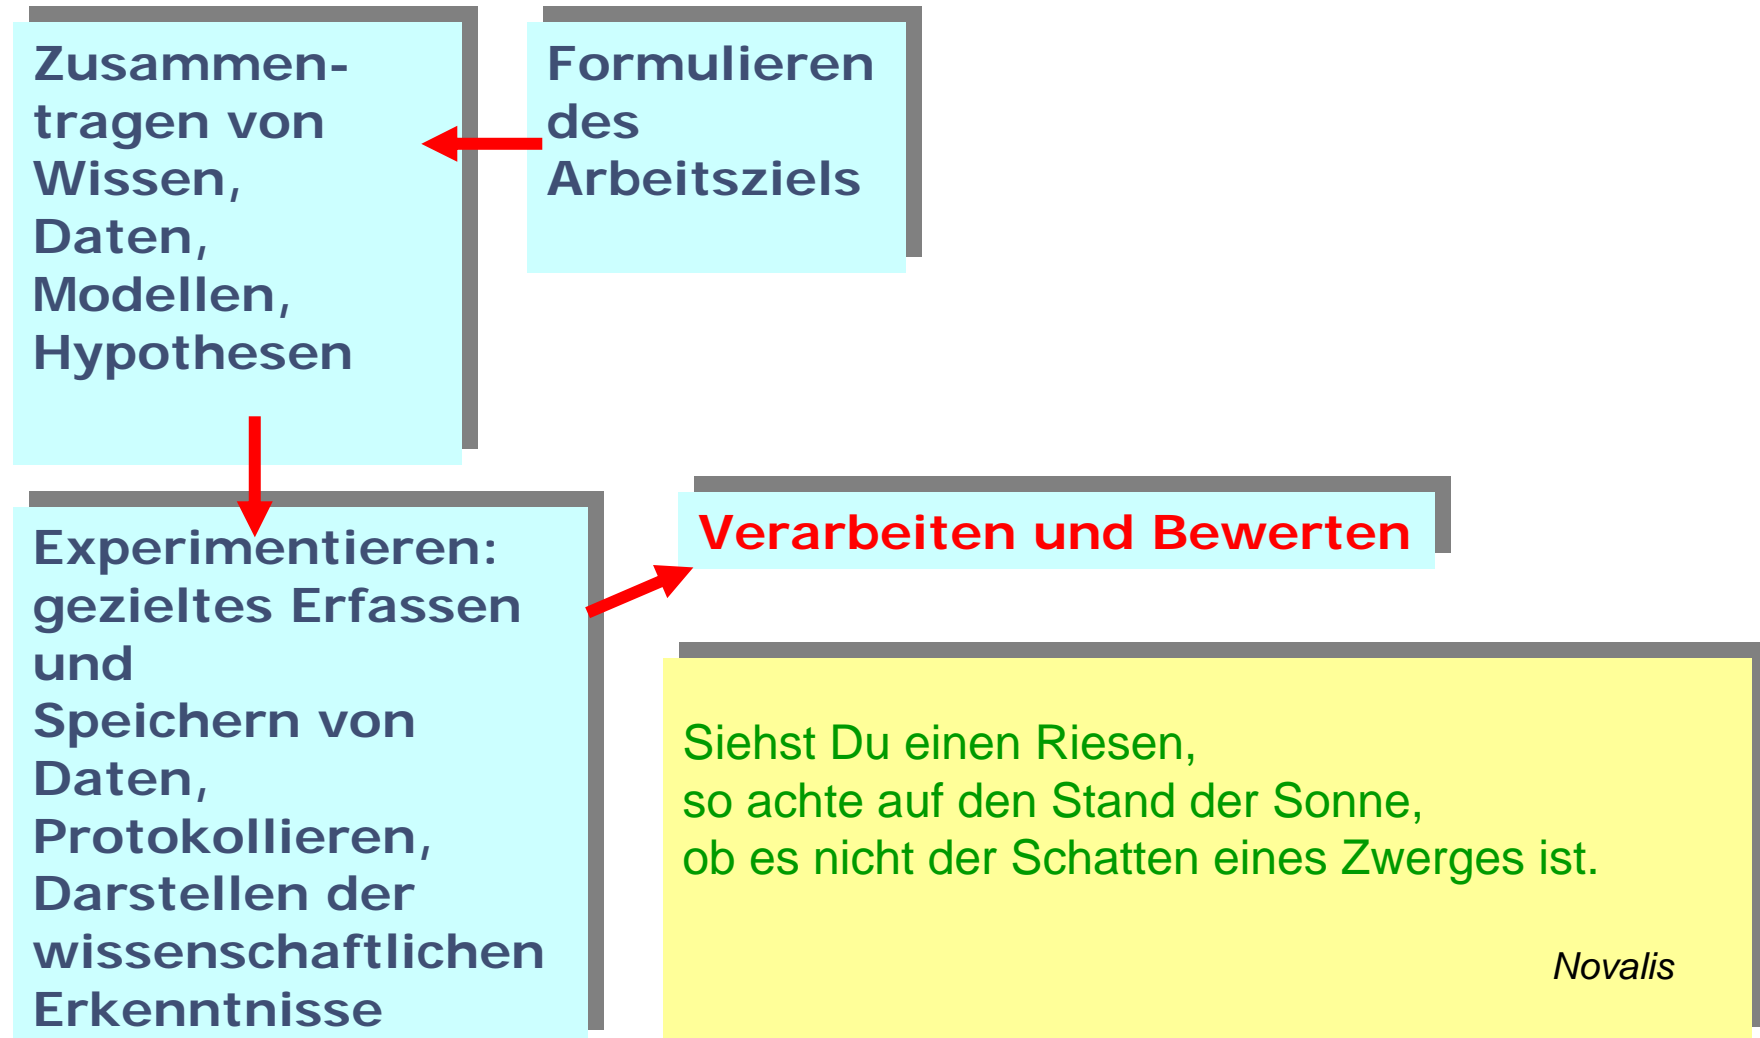 Zusammen-
tragen von
Wissen,
Daten,
Modellen,
Hypothesen
Formulieren
des
Arbeitsziels
Experimentieren:
gezieltes Erfassen
und
Speichern von
Daten,
Protokollieren,
Darstellen der
wissenschaftlichen
Erkenntnisse
Verarbeiten und Bewerten
Siehst Du einen Riesen,
so achte auf den Stand der Sonne,
ob es nicht der Schatten eines Zwerges ist.
Novalis